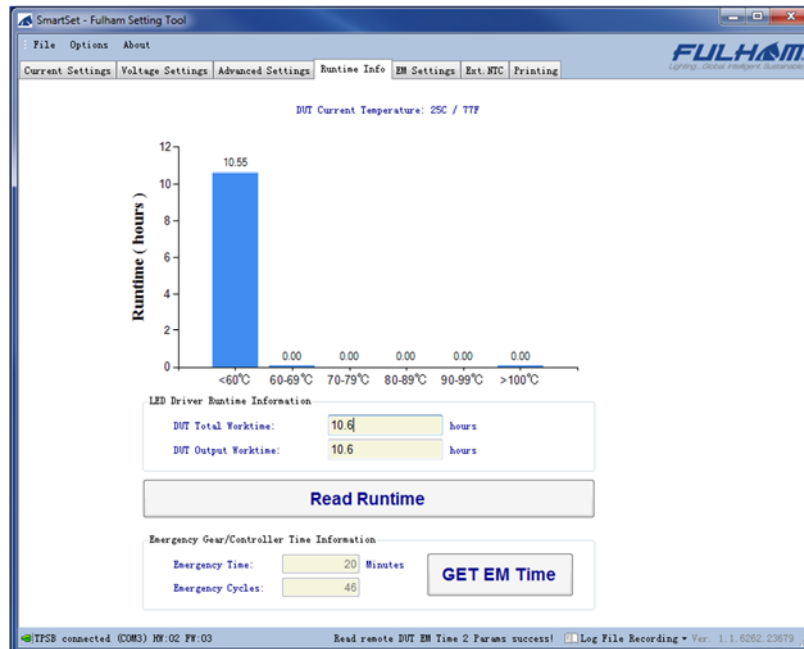 SmartSet - Fulham Setting Tool
File Options About
FULHAM
Lighting...Global Intelligent Sustainable
Current Settings Voltage Settings Advanced Settings Runtime Info EM Settings Ext.NTC Printing
DUT Current Temperature: 25C / 77F
Runtime ( hours )
12
10
8
6
4
2
0
10.55 0.00 0.00 0.00 0.00 0.00
<60°C 60-69°C 70-79°C 80-89°C 90-99°C >100°C
LED Driver Runtime Information
DUT Total Worktime: 10.6 hours
DUT Output Worktime: 10.6 hours
Read Runtime
Emergency Gear/Controller Time Information
Emergency Time: 20 Minutes
Emergency Cycles: 46
GET EM Time
TPSB connected (COM3) HW:02 FW:03 Read remote DUT EM Time 2 Params success! Log File Recording Ver. 1.1.6262.23679